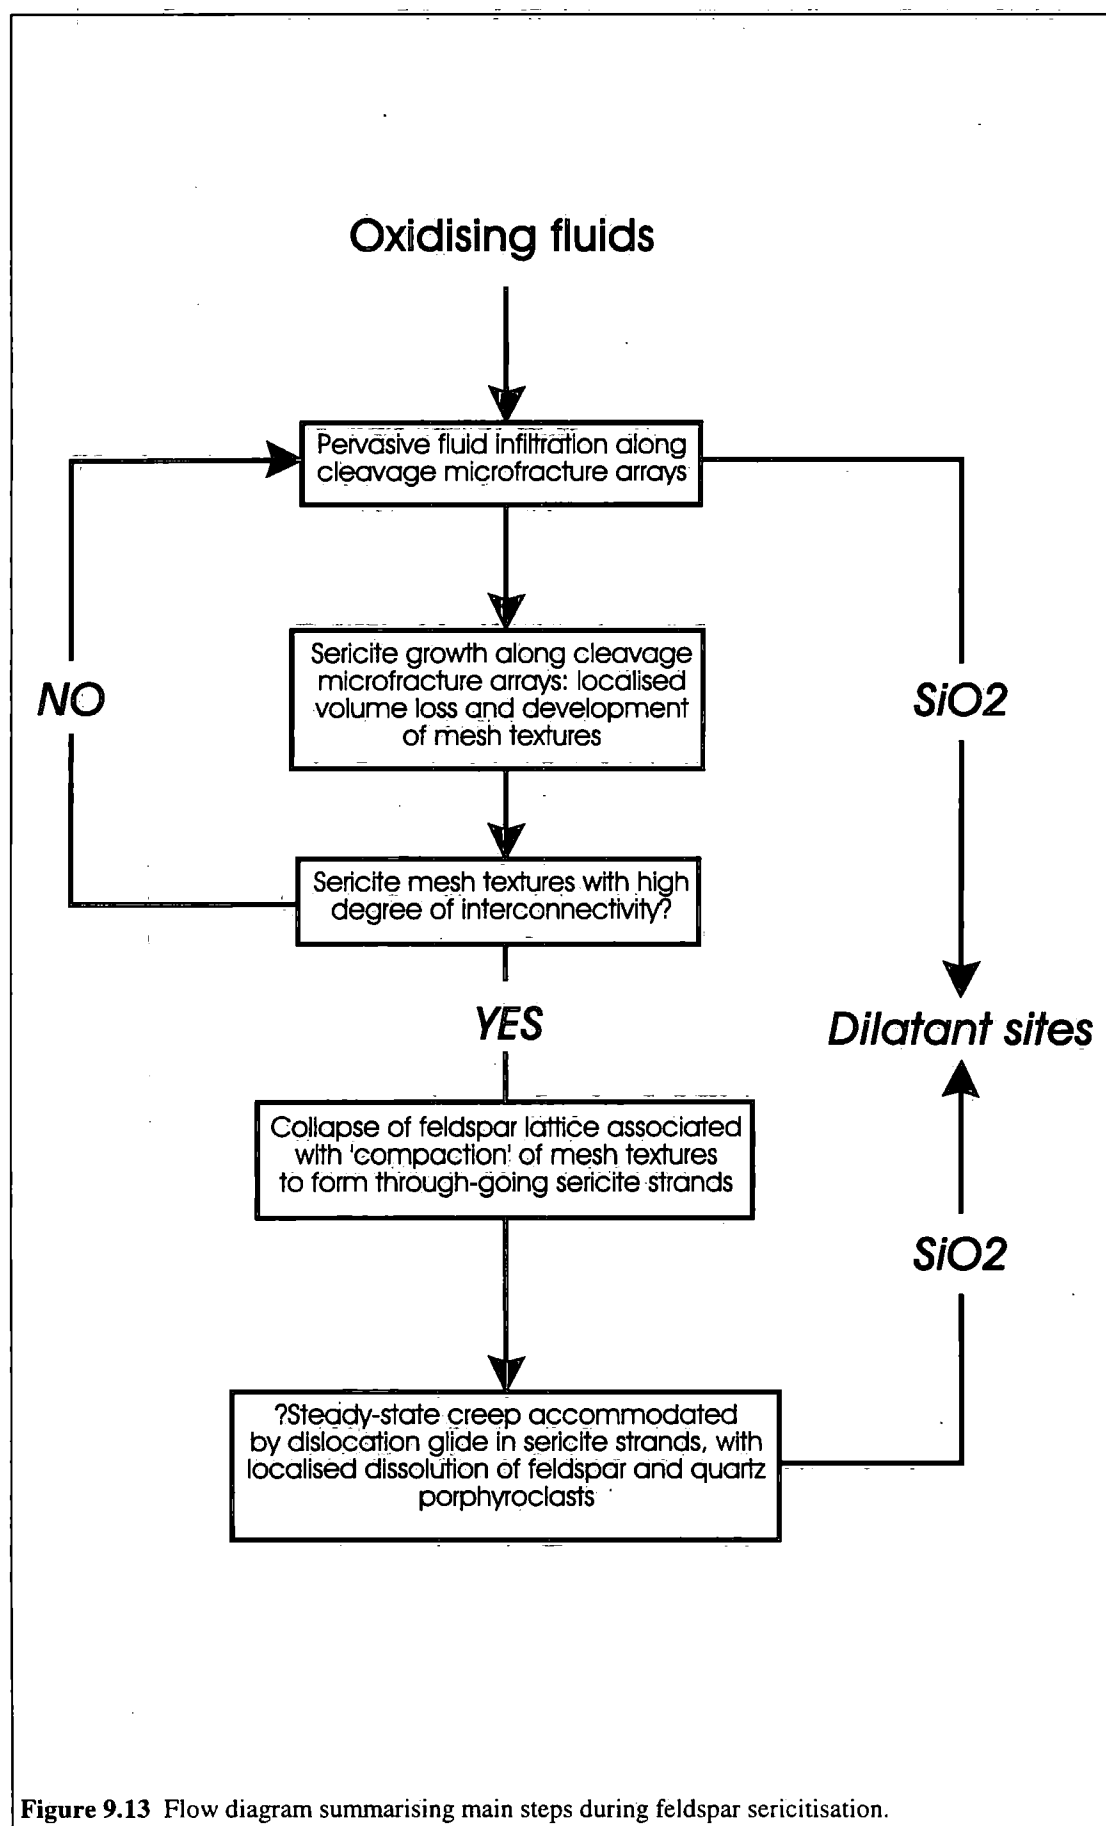 Oxidising fluids
Pervasive fluid infiltration along
cleavage microfracture arrays
Sericite growth along cleavage
microfracture arrays: localised
volume loss and development
of mesh textures
NO
SiO2
Sericite mesh textures with high
degree of interconnectivity?
YES
Dilatant sites
Collapse of feldspar lattice associated
with 'compaction' of mesh textures
to form through-going sericite strands
SiO2
?Steady-state creep accommodated
by dislocation glide in sericite strands, with
localised dissolution of feldspar and quartz
porphyroclasts
Figure 9.13 Flow diagram summarising main steps during feldspar sericitisation.